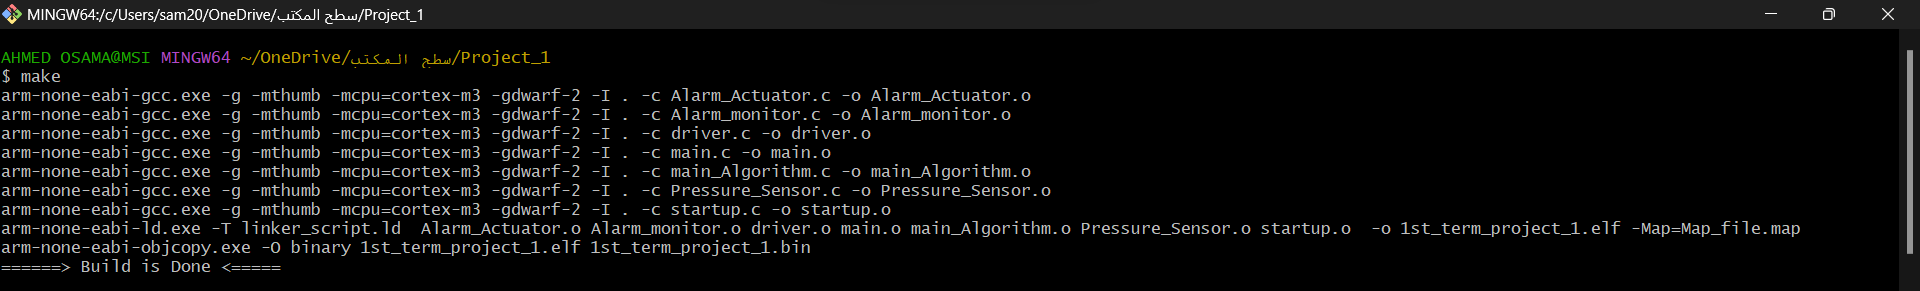 MINGW64:/c/Users/sam20/OneDrive/سطح المكتب/Project_1
AHMED OSAMA@MSI MINGW64 ~/OneDrive/سطح المكتب/Project_1
$ make
arm-none-eabi-gcc.exe -g -mthumb -mcpu=cortex-m3 -gdwarf-2 -I . -c Alarm_Actuator.c -o Alarm_Actuator.o
arm-none-eabi-gcc.exe -g -mthumb -mcpu=cortex-m3 -gdwarf-2 -I . -c Alarm_monitor.c -o Alarm_monitor.o
arm-none-eabi-gcc.exe -g -mthumb -mcpu=cortex-m3 -gdwarf-2 -I . -c driver.c -o driver.o
arm-none-eabi-gcc.exe -g -mthumb -mcpu=cortex-m3 -gdwarf-2 -I . -c main.c -o main.o
arm-none-eabi-gcc.exe -g -mthumb -mcpu=cortex-m3 -gdwarf-2 -I . -c main_Algorithm.c -o main_Algorithm.o
arm-none-eabi-gcc.exe -g -mthumb -mcpu=cortex-m3 -gdwarf-2 -I . -c Pressure_Sensor.c -o Pressure_Sensor.o
arm-none-eabi-gcc.exe -g -mthumb -mcpu=cortex-m3 -gdwarf-2 -I . -c startup.c -o startup.o
arm-none-eabi-ld.exe -T linker_script.ld  Alarm_Actuator.o Alarm_monitor.o driver.o main.o main_Algorithm.o Pressure_Sensor.o startup.o  -o 1st_term_project_1.elf -Map=Map_file.map
arm-none-eabi-objcopy.exe -O binary 1st_term_project_1.elf 1st_term_project_1.bin
======> Build is Done <=====